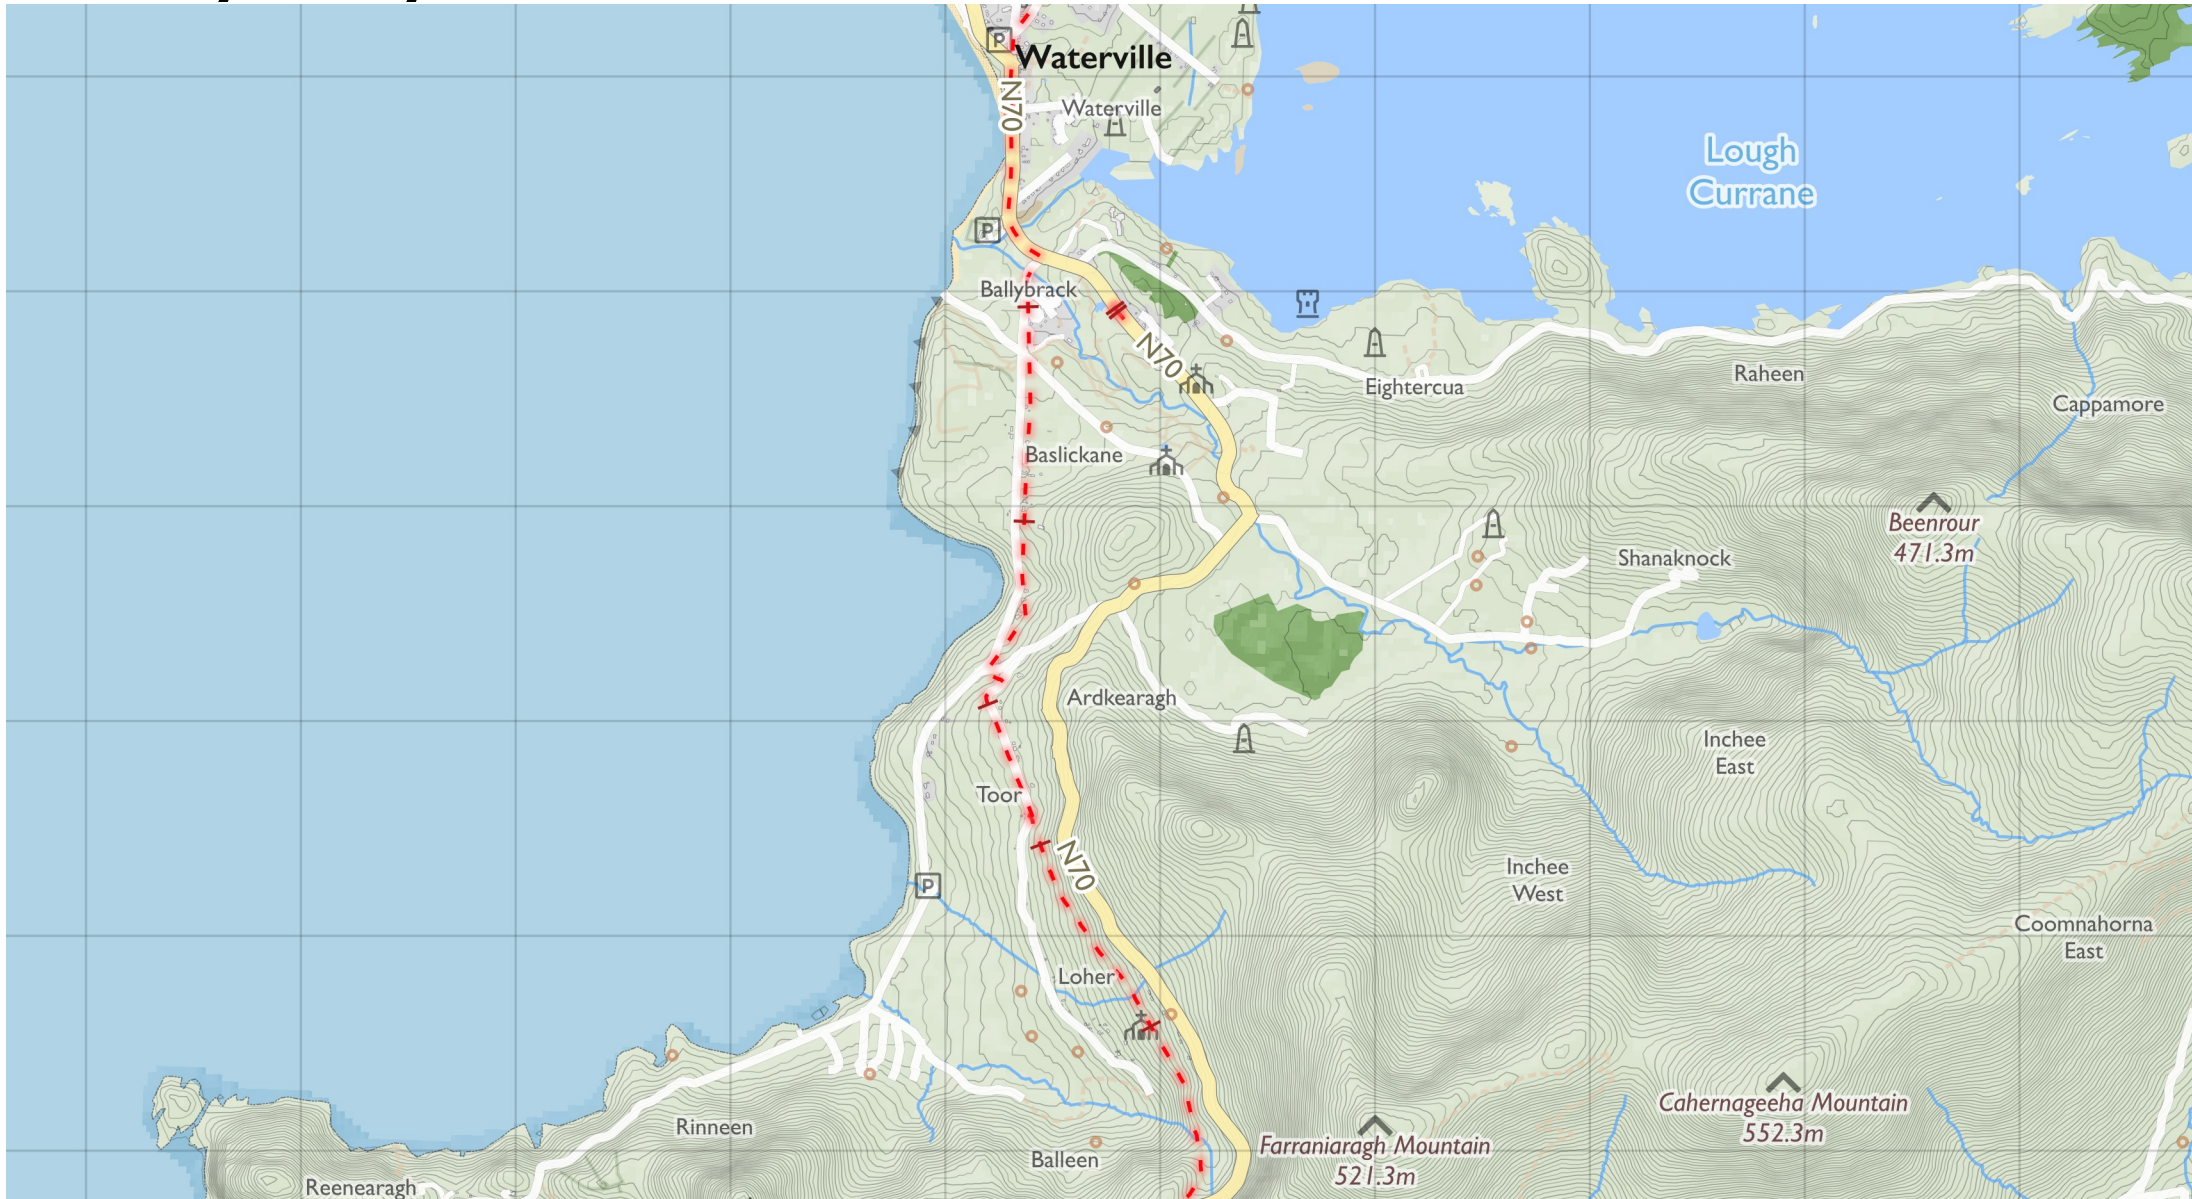 P
Waterville
N70
Waterville
Lough
Currane
P
Ballybrack
N70
Eightercua
Raheen
Cappamore
Baslickane
Beenrour
471.3m
Shanaknock
Ardkearagh
Inchee
East
Toor
N70
P
Inchee
West
Coomnahorna
East
Loher
Cahernageeha Mountain
552.3m
Rinneen
Farraniaragh Mountain
521.3m
Balleen
Reenearagh